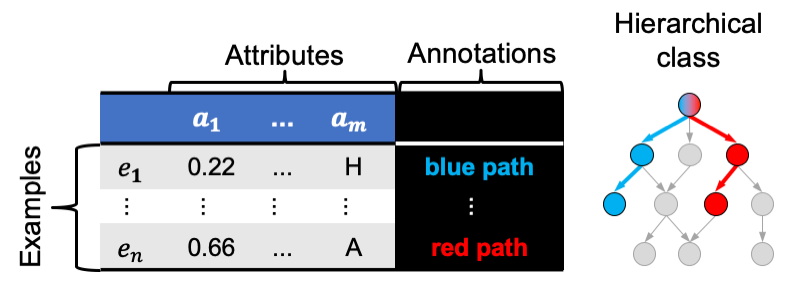 Hierarchical
class
Attributes Annotations
a₁ ... aₘ
Examples
e₁ 0.22 ... H blue path
⋮ ⋮ ⋮ ⋮ ⋮
eₙ 0.66 ... A red path